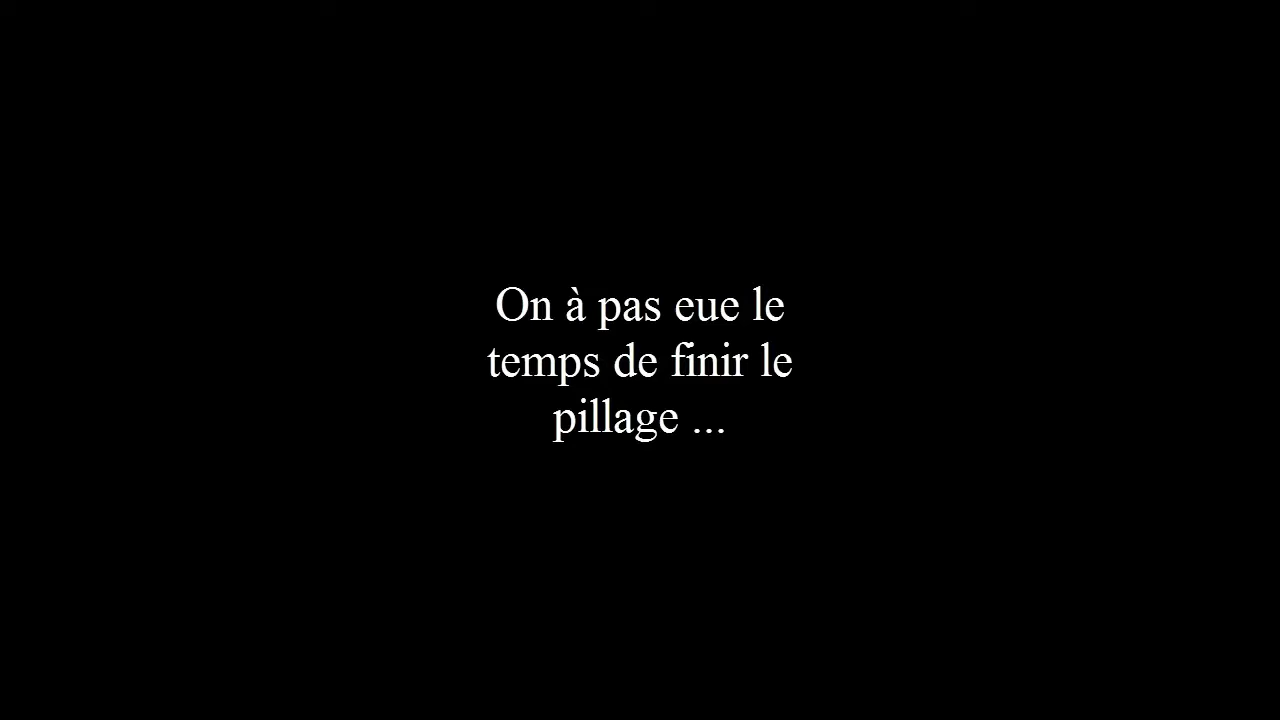 On à pas eue le
temps de finir le
pillage ...